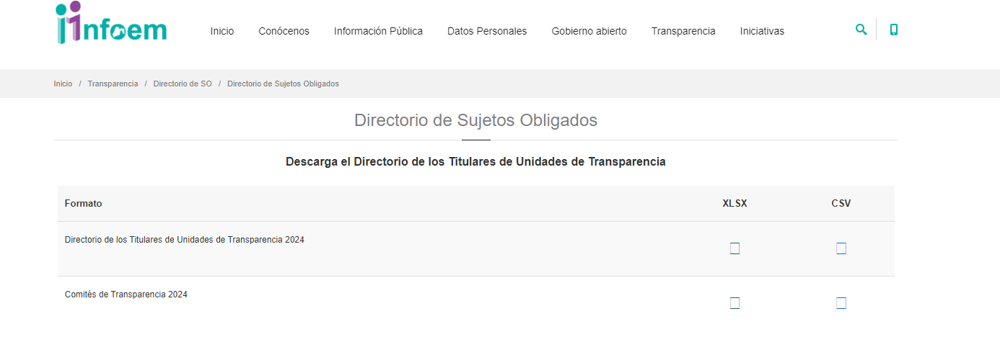 infoem
Inicio Conócenos Información Pública Datos Personales Gobierno abierto Transparencia Iniciativas
Inicio / Transparencia / Directorio de SO / Directorio de Sujetos Obligados
Directorio de Sujetos Obligados
Descarga el Directorio de los Titulares de Unidades de Transparencia
Formato XLSX CSV
Directorio de los Titulares de Unidades de Transparencia 2024
Comités de Transparencia 2024